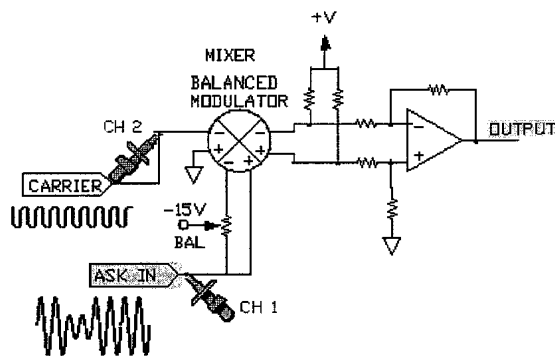 +V
MIXER
BALANCED
MODULATOR
CH 2
OUTPUT
CARRIER
-15V
BAL
ASK IN
CH 1